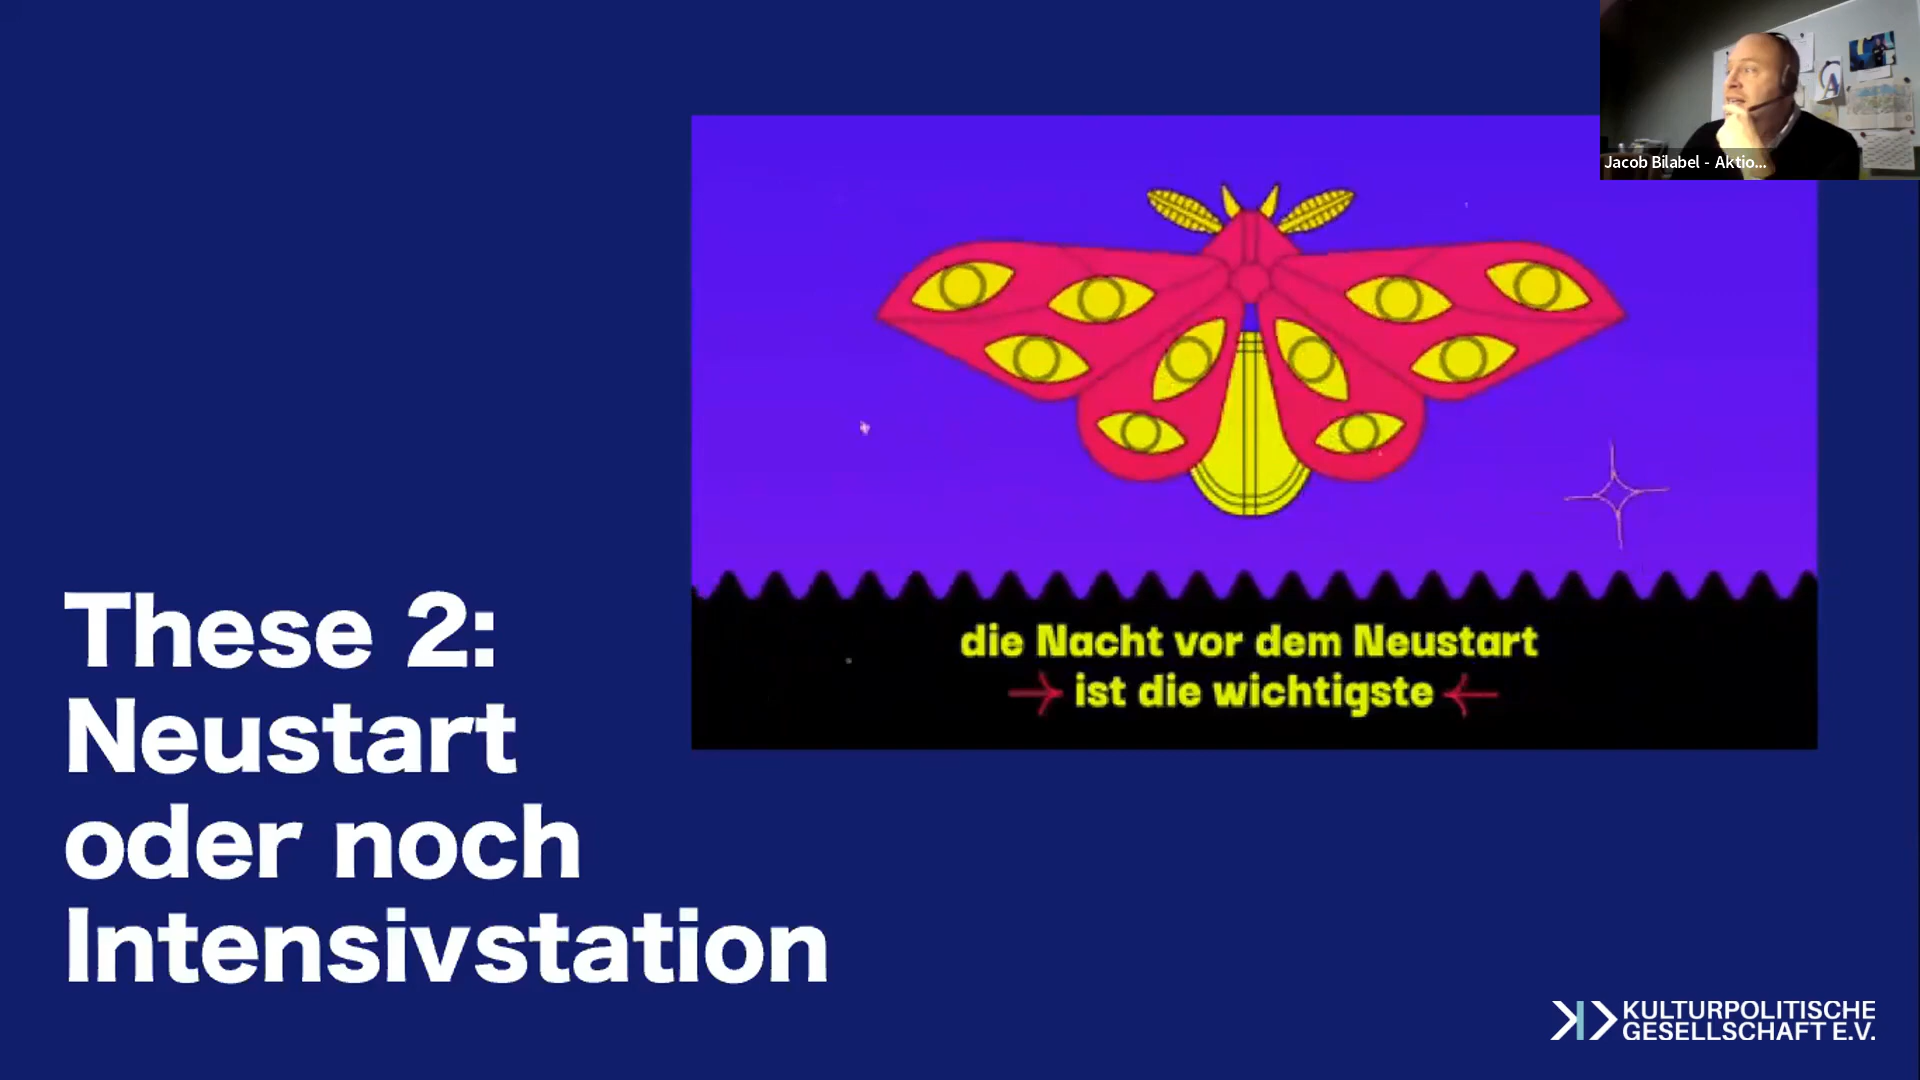 Jacob Bilabel - Aktio...
die Nacht vor dem Neustart
ist die wichtigste
These 2:
Neustart
oder noch
Intensivstation
KULTURPOLITISCHE
GESELLSCHAFT E.V.